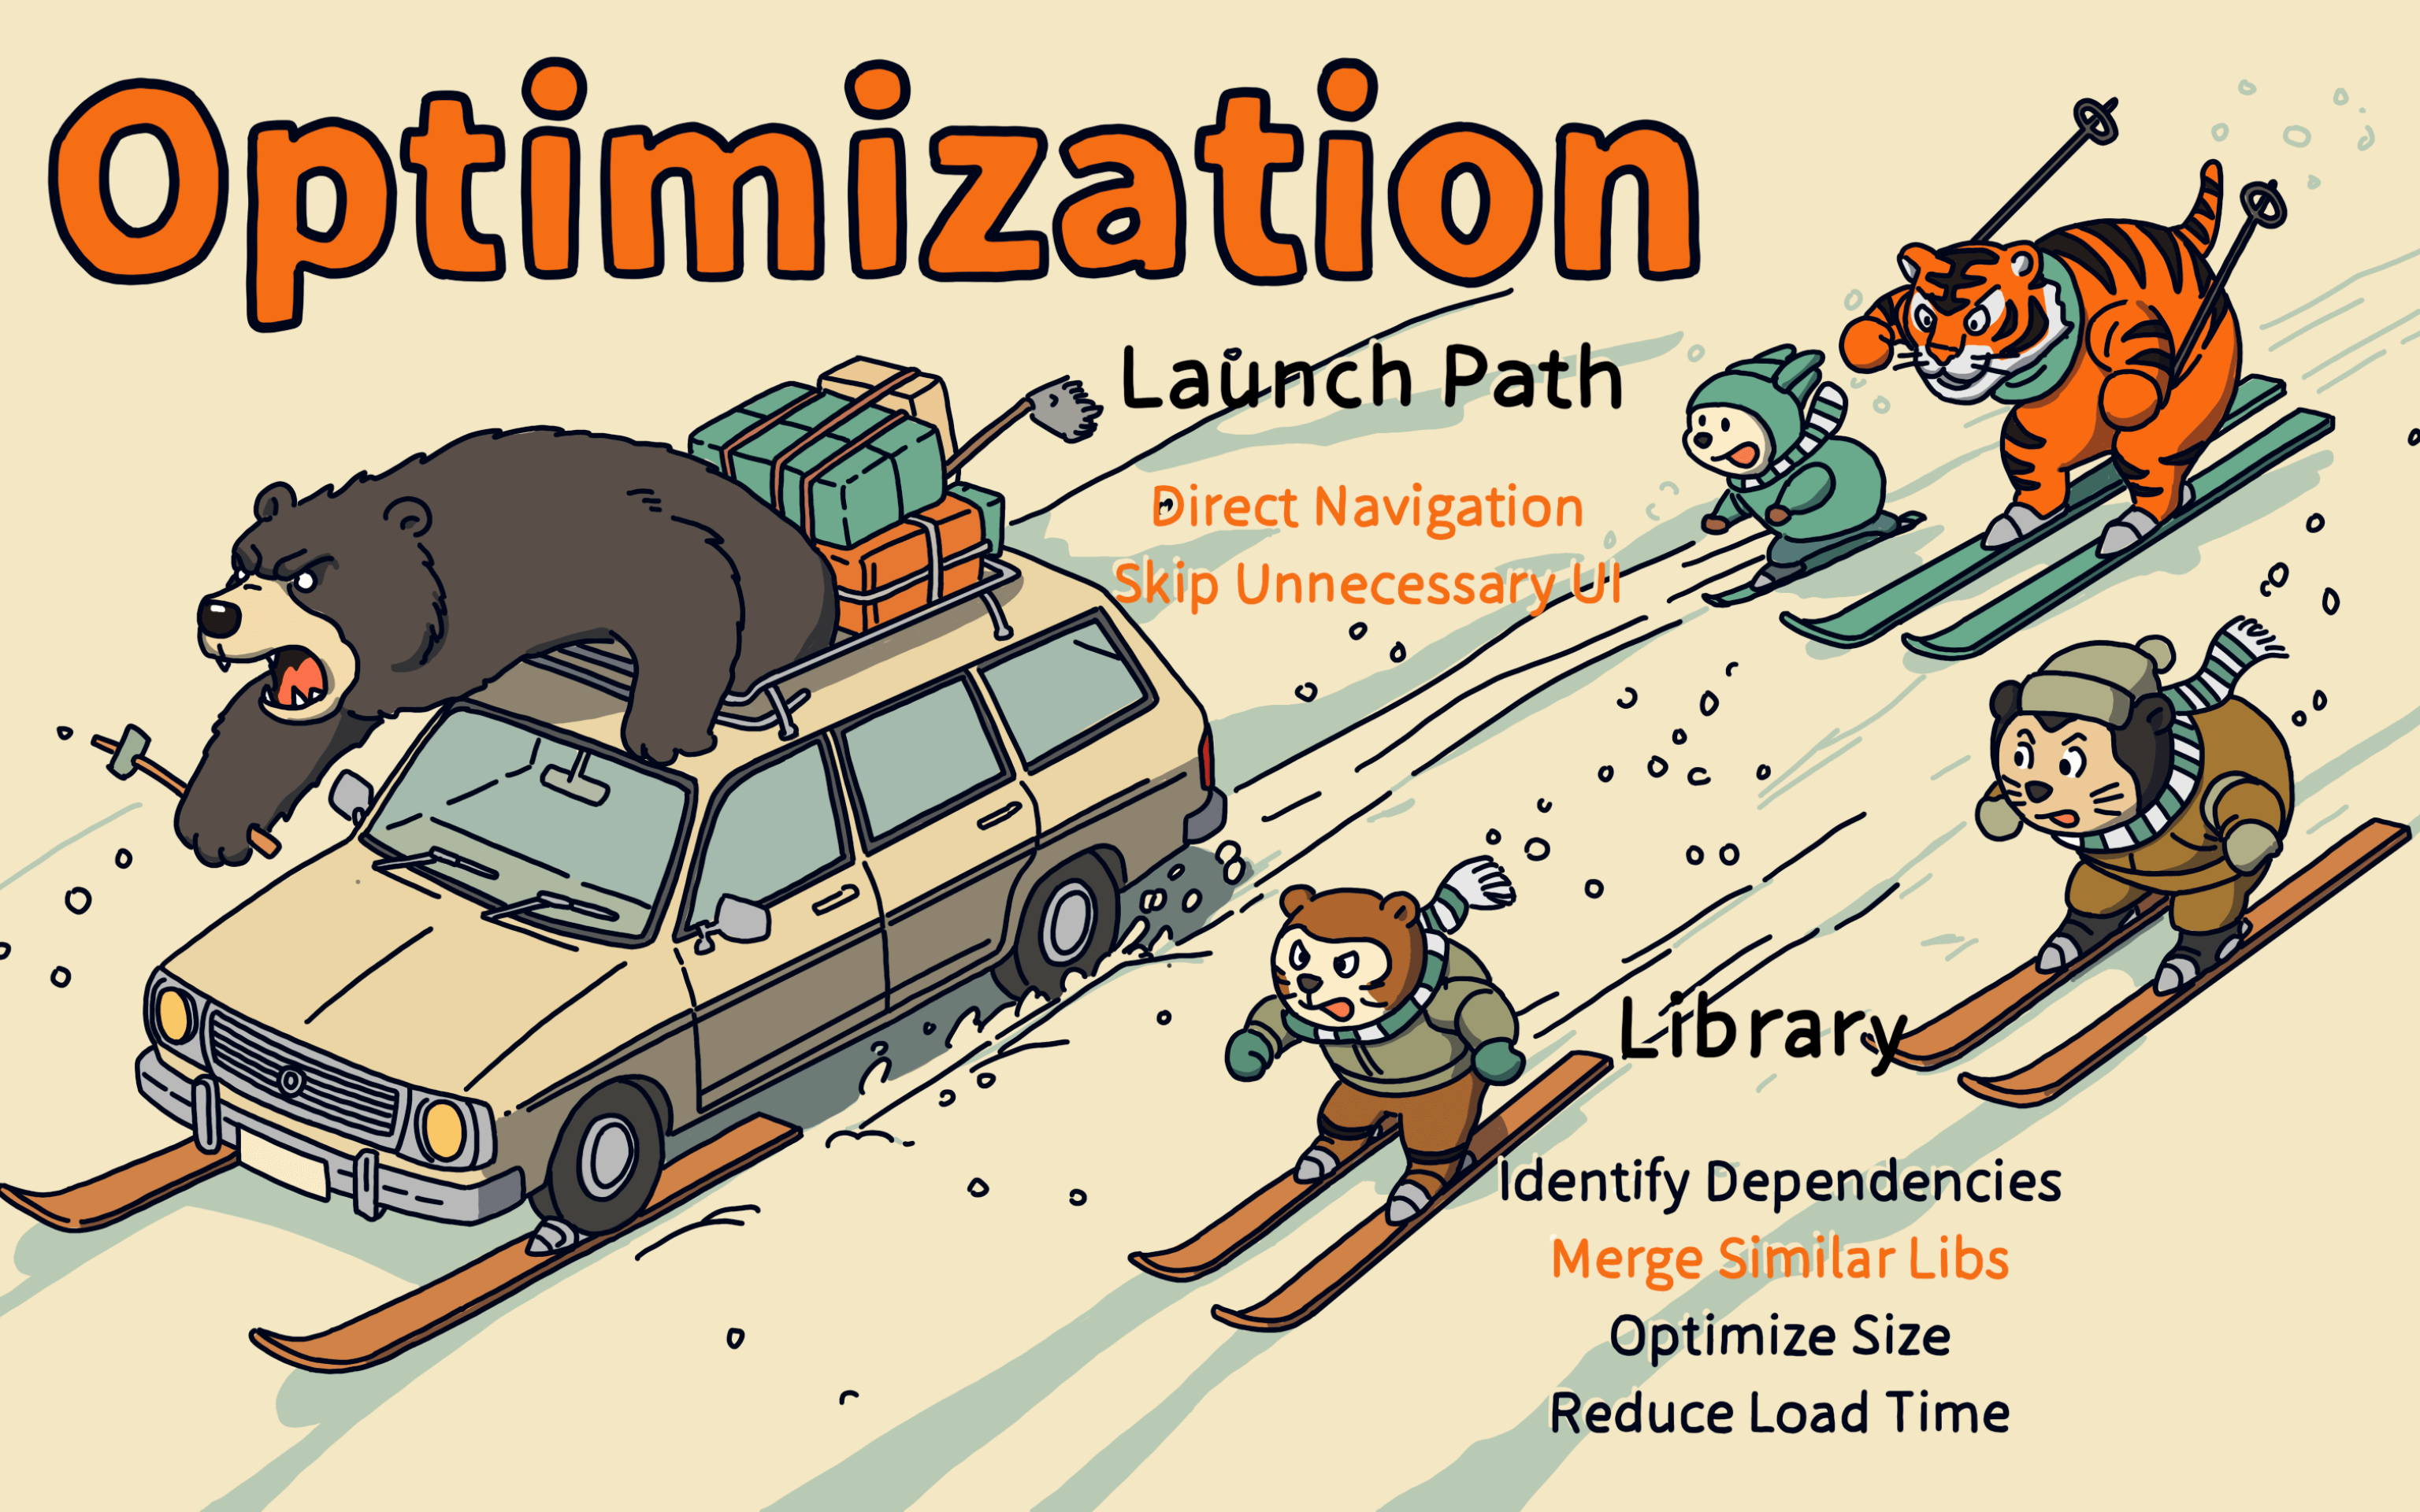 Optimization
Launch Path
Direct Navigation
Skip Unnecessary UI
Library
Identify Dependencies
Merge Similar Libs
Optimize Size
Reduce Load Time